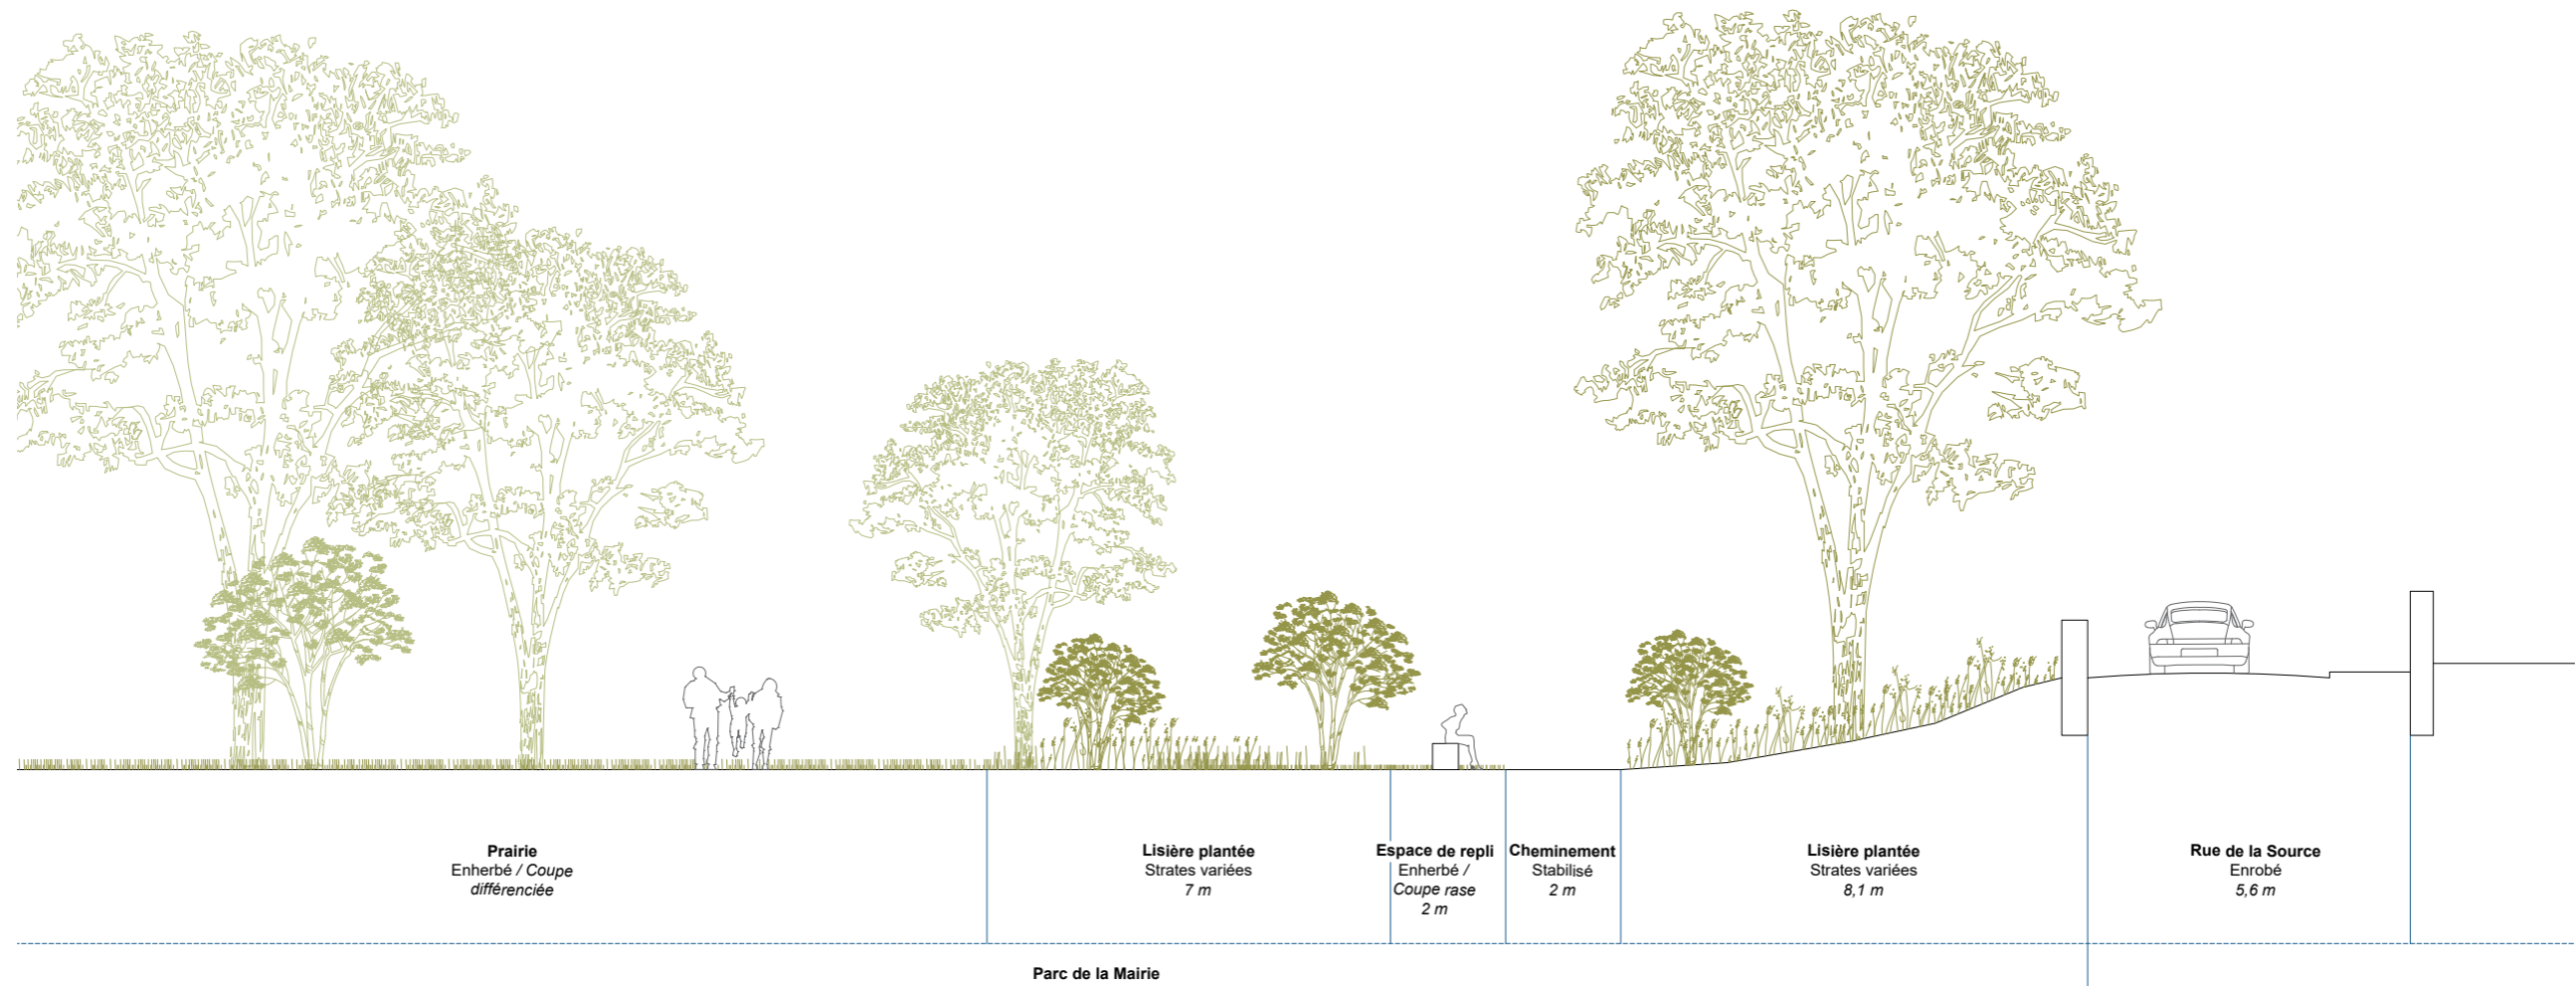 Prairie
Enherbé / Coupe
différenciée
Lisière plantée
Strates variées
7 m
Espace de repli
Enherbé /
Coupe rase
2 m
Cheminement
Stabilisé
2 m
Lisière plantée
Strates variées
8,1 m
Rue de la Source
Enrobé
5,6 m
Parc de la Mairie